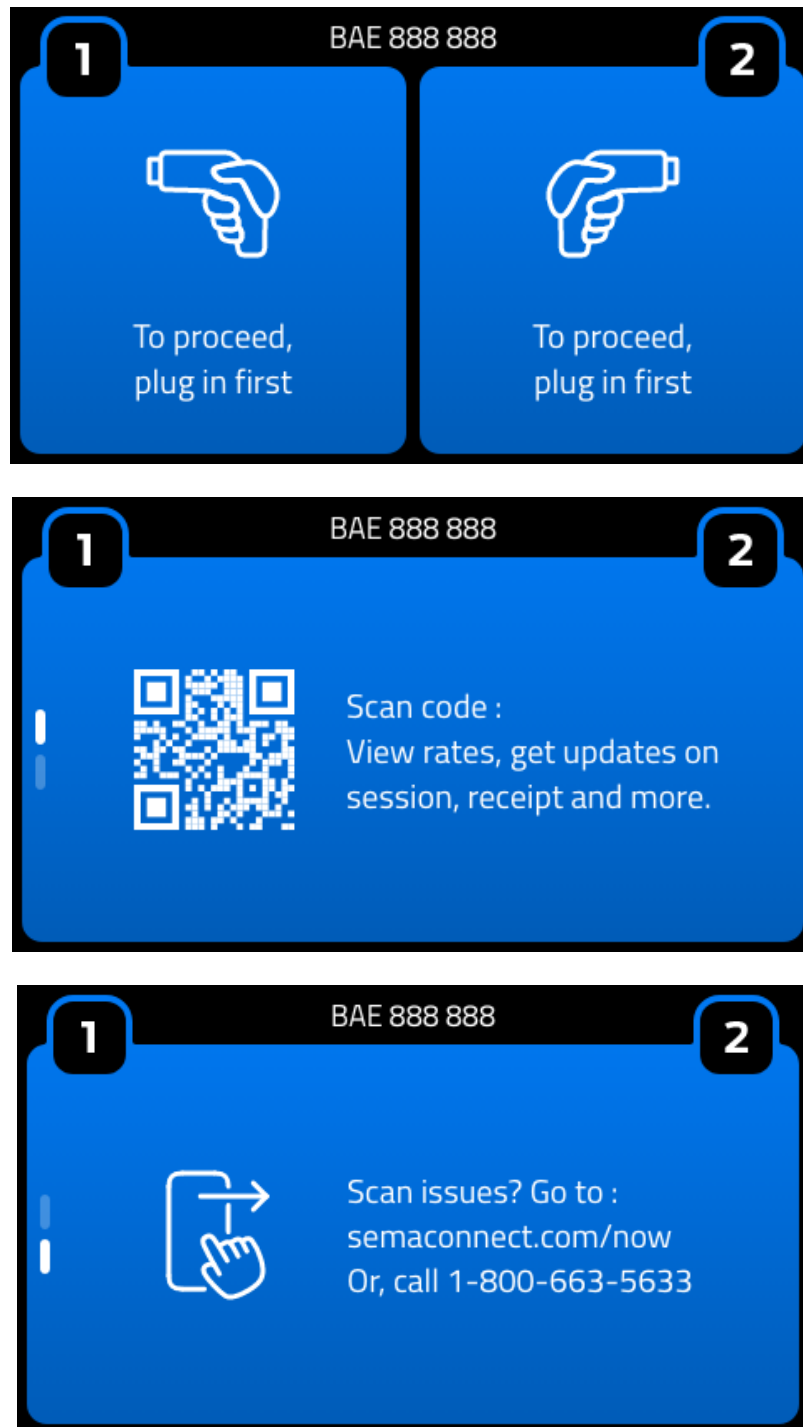 1
BAE 888 888
2
To proceed,
plug in first
To proceed,
plug in first
1
BAE 888 888
2
Scan code :
View rates, get updates on
session, receipt and more.
1
BAE 888 888
2
Scan issues? Go to :
semaconnect.com/now
Or, call 1-800-663-5633